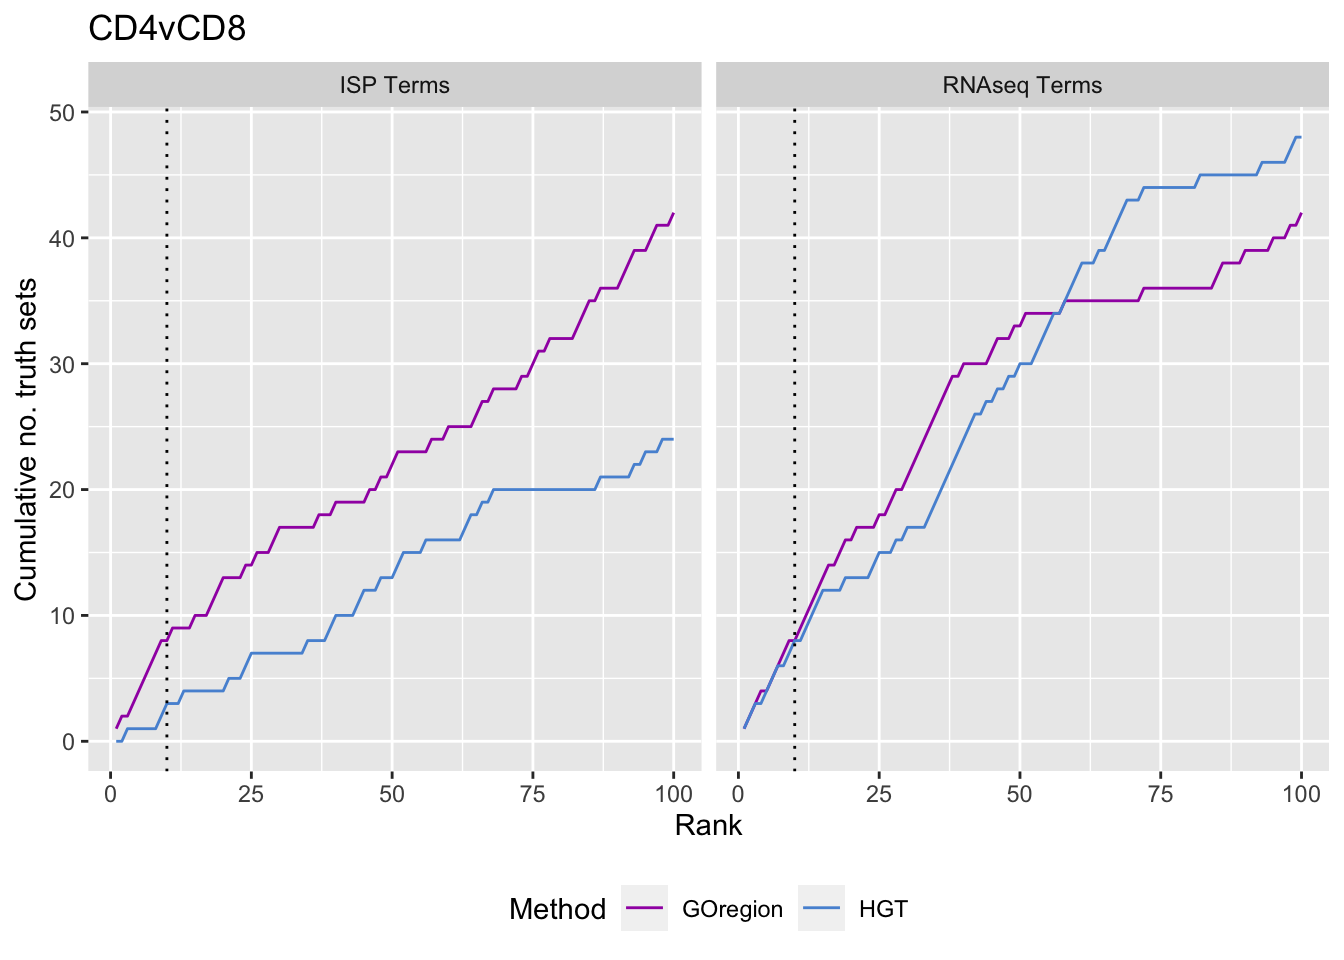 CD4vCD8
ISP Terms
RNAseq Terms
50
40
30
20
10
0
Cumulative no. truth sets
0 25 50 75 100
0 25 50 75 100
Rank
Method GOregion HGT